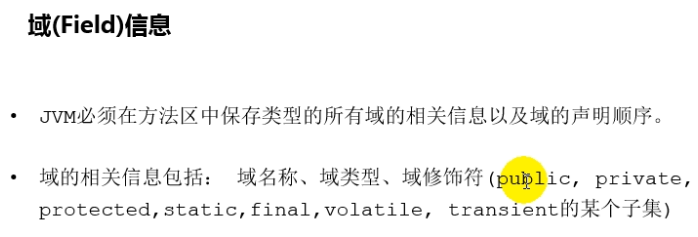 域(Field)信息
• JVM必须在方法区中保存类型的所有域的相关信息以及域的声明顺序。
• 域的相关信息包括： 域名称、域类型、域修饰符(public, private,
protected,static,final,volatile, transient的某个子集)